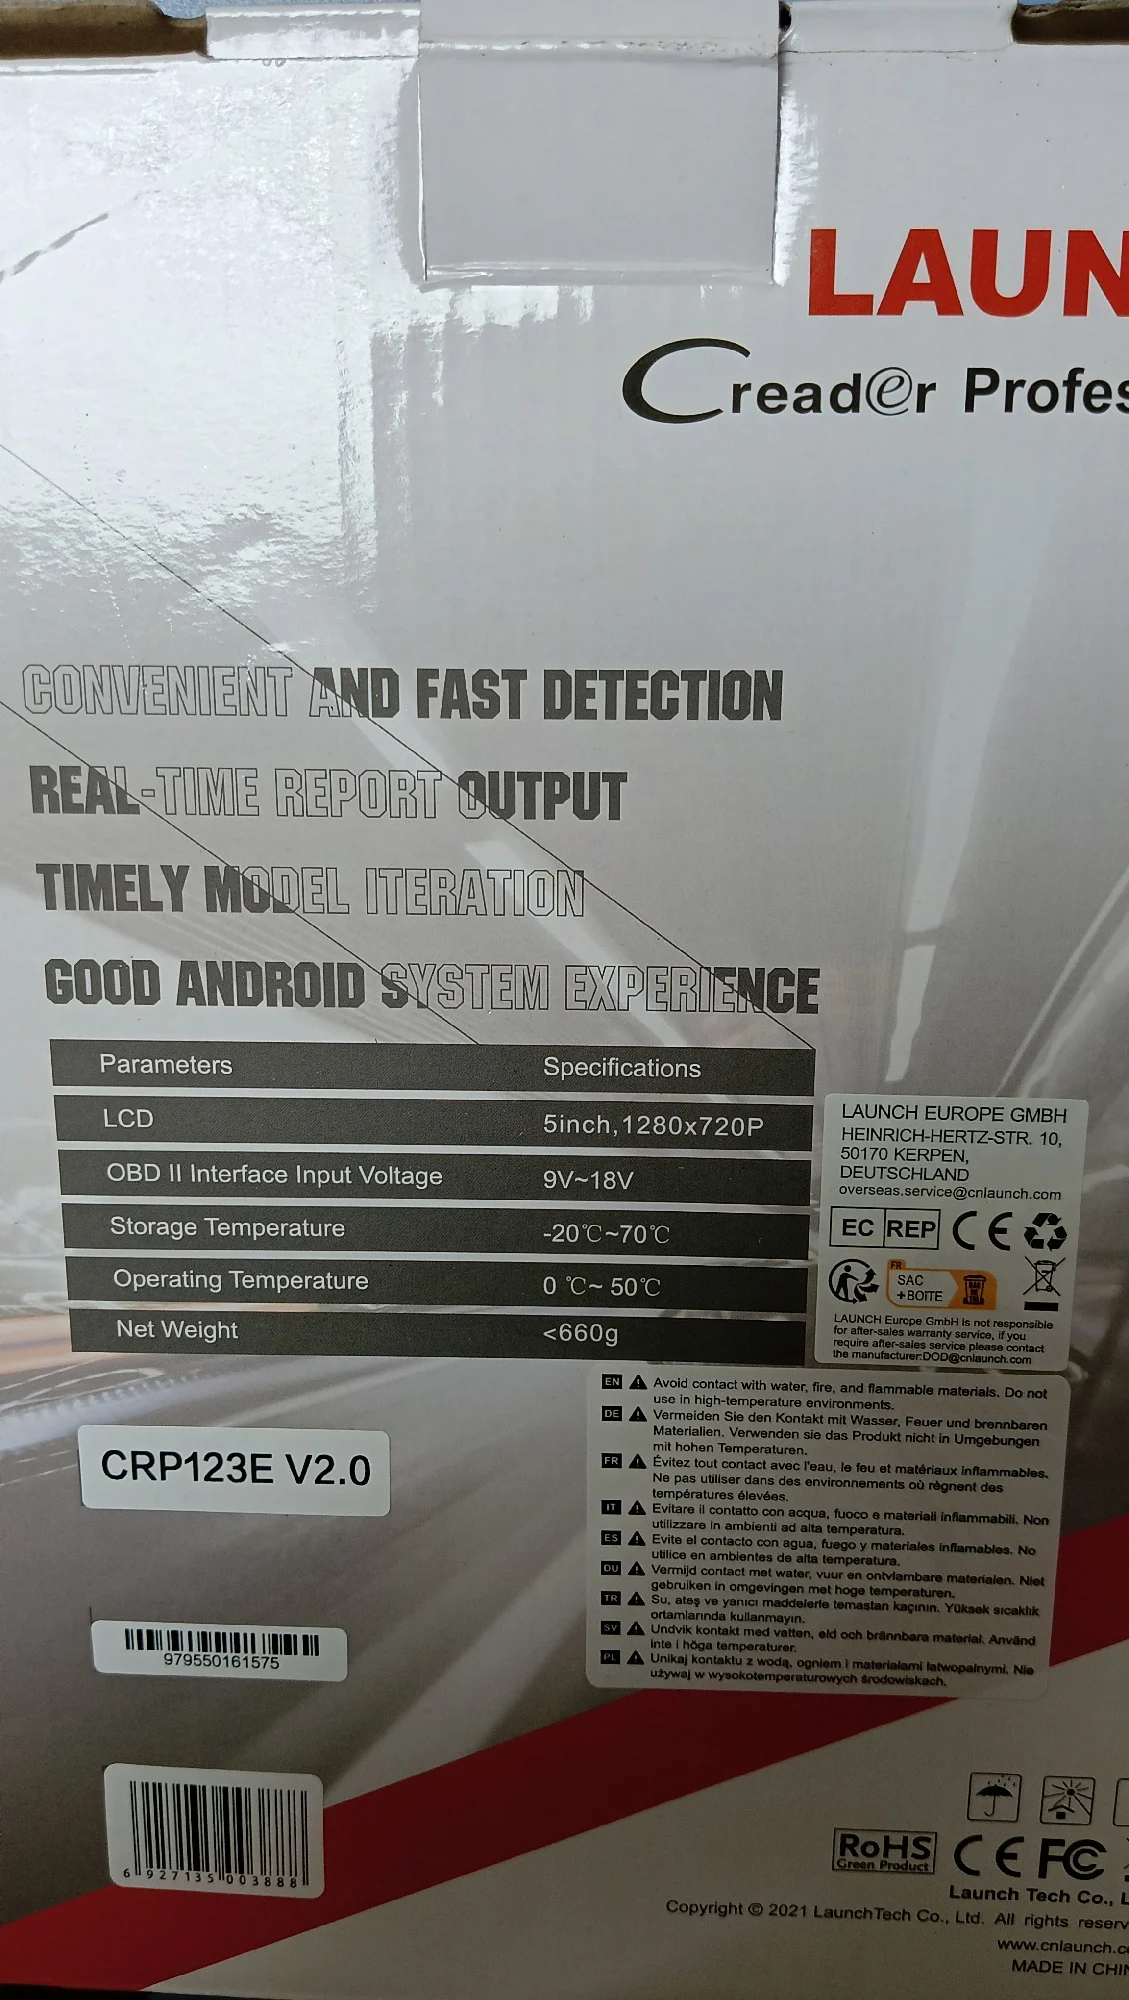 LAUN
Creader Profes
CONVENIENT AND FAST DETECTION
REAL-TIME REPORT OUTPUT
TIMELY MODEL ITERATION
GOOD ANDROID SYSTEM EXPERIENCE
Parameters Specifications
LCD 5inch,1280x720P
OBD II Interface Input Voltage 9V~18V
Storage Temperature -20℃~70℃
Operating Temperature 0 ℃~ 50℃
Net Weight <660g
LAUNCH EUROPE GMBH
HEINRICH-HERTZ-STR. 10,
50170 KERPEN,
DEUTSCHLAND
overseas.service@cnlaunch.com
EC REP CE
FR
SAC
+BOITE
LAUNCH Europe GmbH is not responsible
for after-sales warranty service, if you
require after-sales service please contact
the manufacturer:DOD@cnlaunch.com
EN Avoid contact with water, fire, and flammable materials. Do not
use in high-temperature environments.
DE Vermeiden Sie den Kontakt mit Wasser, Feuer und brennbaren
Materialien. Verwenden sie das Produkt nicht in Umgebungen
mit hohen Temperaturen.
FR Évitez tout contact avec l'eau, le feu et matériaux inflammables.
Ne pas utiliser dans des environnements où règnent des
températures élevées.
IT Evitare il contatto con acqua, fuoco e materiali inflammabili. Non
utilizzare in ambienti ad alta temperatura.
ES Evite el contacto con agua, fuego y materiales inflamables. No
utilice en ambientes de alta temperatura.
DU Vermijd contact met water, vuur en ontvlambare materialen. Niet
gebruiken in omgevingen met hoge temperaturen.
TR Su, ateş ve yanıcı maddelerle temastan kaçının. Yüksek sıcaklık
ortamlarında kullanmayın.
SV Undvik kontakt med vatten, eld och brännbara material. Använd
inte i höga temperaturer.
PL Unikaj kontaktu z wodą, ogniem i materiałami łatwopalnymi. Nie
używaj w wysokotemperaturowych środowiskach.
CRP123E V2.0
979550161575
6 927135 003888
RoHS
Green Product
CE FC
Launch Tech Co., L
Copyright © 2021 LaunchTech Co., Ltd. All rights reserv
www.cnlaunch.co
MADE IN CHIN